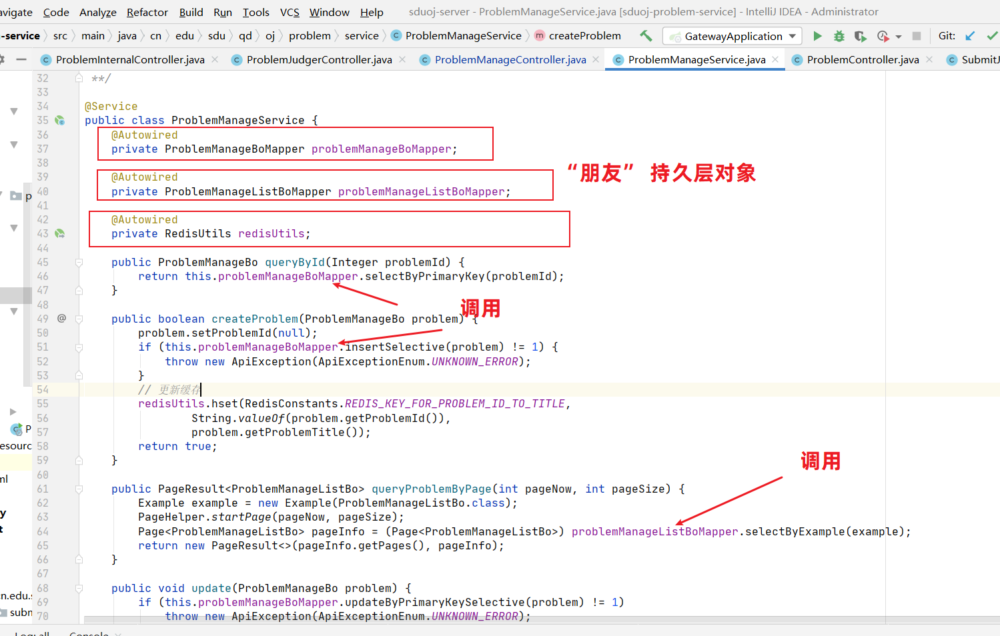 avigate Code Analyze Refactor Build Run Tools VCS Window Help sduoj-server - ProblemManageService.java [sduoj-problem-service] - IntelliJ IDEA - Administrator
-service src main java cn edu sdu qd oj problem service ProblemManageService createProblem GatewayApplication Git:
ProblemInternalController.java ProblemJudgerController.java ProblemManageController.java ProblemManageService.java ProblemController.java SubmitJ
32 **/
33
34 @Service
35 public class ProblemManageService {
36 @Autowired
37 private ProblemManageBoMapper problemManageBoMapper;
38
“朋友” 持久层对象
39 @Autowired
40 private ProblemManageListBoMapper problemManageListBoMapper;
41
42 @Autowired
43 private RedisUtils redisUtils;
44
45 public ProblemManageBo queryById(Integer problemId) {
46 return this.problemManageBoMapper.selectByPrimaryKey(problemId);
47 }
48
调用
49 @ public boolean createProblem(ProblemManageBo problem) {
50 problem.setProblemId(null);
51 if (this.problemManageBoMapper.insertSelective(problem) != 1) {
52 throw new ApiException(ApiExceptionEnum.UNKNOWN_ERROR);
53 }
54 // 更新缓存
55 redisUtils.hset(RedisConstants.REDIS_KEY_FOR_PROBLEM_ID_TO_TITLE,
56 String.valueOf(problem.getProblemId()),
57 problem.getProblemTitle());
58 return true;
59 }
调用
60
61 public PageResult<ProblemManageListBo> queryProblemByPage(int pageNow, int pageSize) {
62 Example example = new Example(ProblemManageListBo.class);
63 PageHelper.startPage(pageNow, pageSize);
64 Page<ProblemManageListBo> pageInfo = (Page<ProblemManageListBo>) problemManageListBoMapper.selectByExample(example);
65 return new PageResult<>(pageInfo.getPages(), pageInfo);
66 }
67
68 public void update(ProblemManageBo problem) {
69 if (this.problemManageBoMapper.updateByPrimaryKeySelective(problem) != 1)
70 throw new ApiException(ApiExceptionEnum.UNKNOWN_ERROR);
p
P
esourc
ml
y
t
cn.edu.s
subm
Console